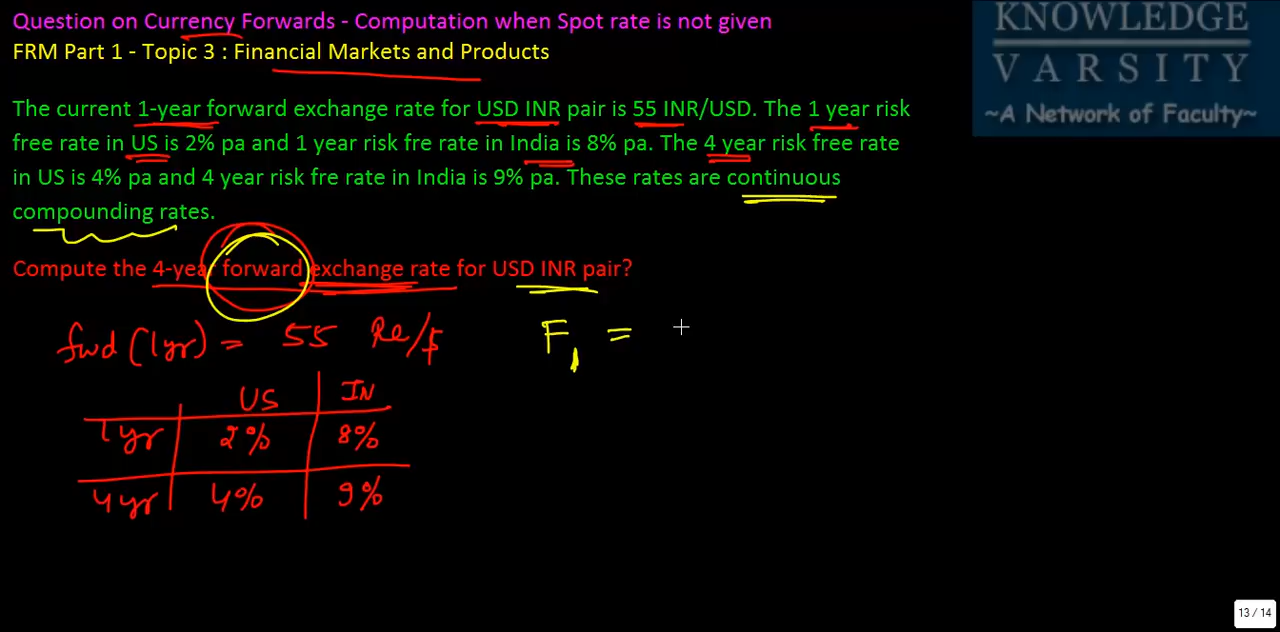 Question on Currency Forwards - Computation when Spot rate is not given
FRM Part 1 - Topic 3 : Financial Markets and Products
KNOWLEDGE
VARSITY
~A Network of Faculty~
The current 1-year forward exchange rate for USD INR pair is 55 INR/USD. The 1 year risk
free rate in US is 2% pa and 1 year risk fre rate in India is 8% pa. The 4 year risk free rate
in US is 4% pa and 4 year risk fre rate in India is 9% pa. These rates are continuous
compounding rates.
Compute the 4-year forward exchange rate for USD INR pair?
fwd (1yr) = 55 Re/$
F1 =
US IN
1yr 2% 8%
4yr 4% 9%
13 / 14